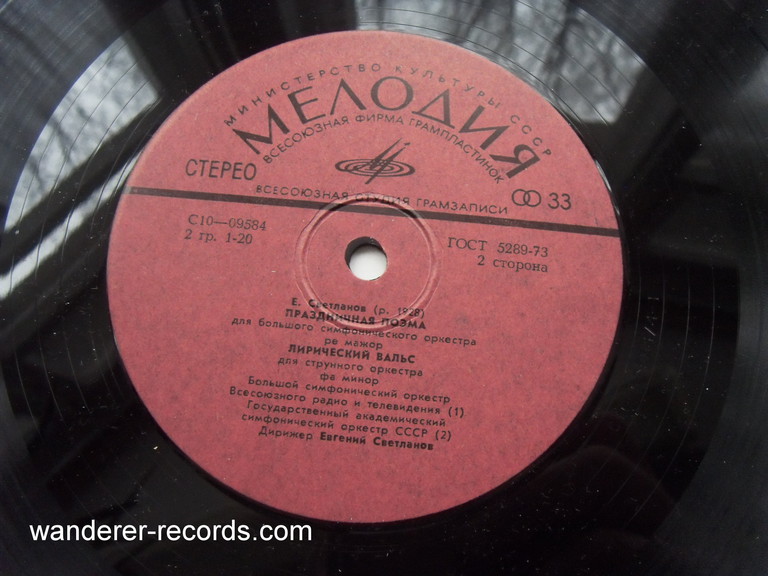 МИНИСТЕРСТВО КУЛЬТУРЫ СССР
МЕЛОДИЯ
ВСЕСОЮЗНАЯ ФИРМА ГРАМПЛАСТИНОК
СТЕРЕО
33
ВСЕСОЮЗНАЯ СТУДИЯ ГРАМЗАПИСИ
С10—09584
2 гр. 1-20
ГОСТ 5289-73
2 сторона
Е. Светланов (р. 1928)
ПРАЗДНИЧНАЯ ПОЭМА
для большого симфонического оркестра
ре мажор
ЛИРИЧЕСКИЙ ВАЛЬС
для струнного оркестра
фа минор
Большой симфонический оркестр
Всесоюзного радио и телевидения (1)
Государственный академический
симфонический оркестр СССР (2)
Дирижер Евгений Светланов
wanderer-records.com